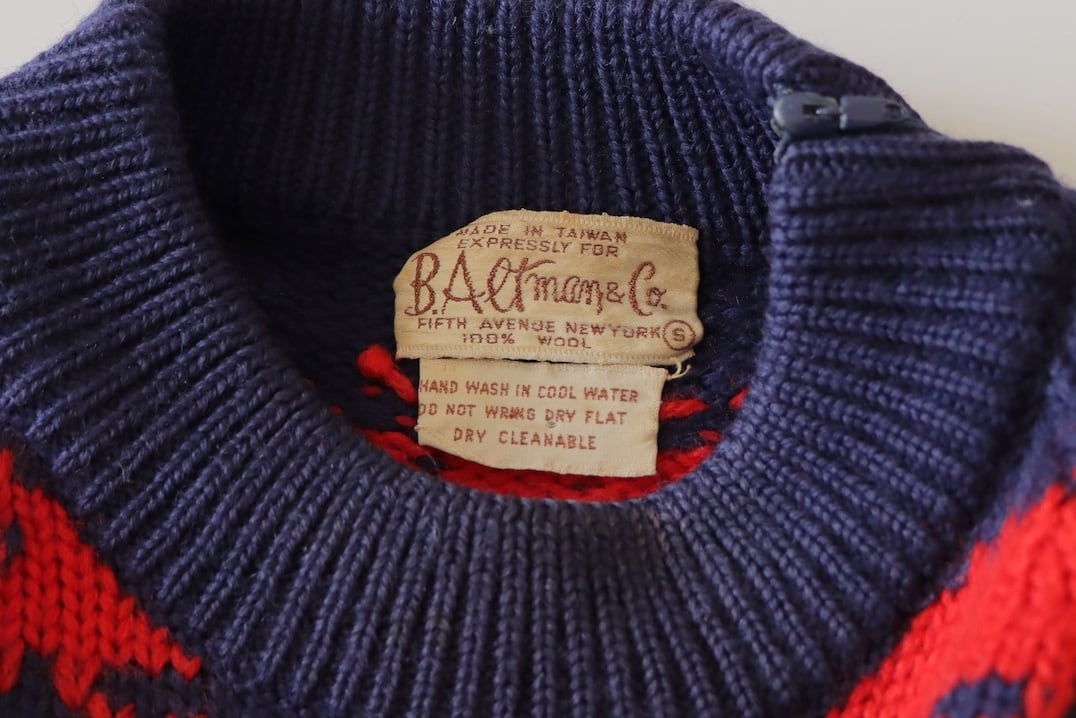 MADE IN TAIWAN
EXPRESSLY FOR
B. Altman & Co.
FIFTH AVENUE NEW YORK S
100% WOOL
HAND WASH IN COOL WATER
DO NOT WRING DRY FLAT
DRY CLEANABLE